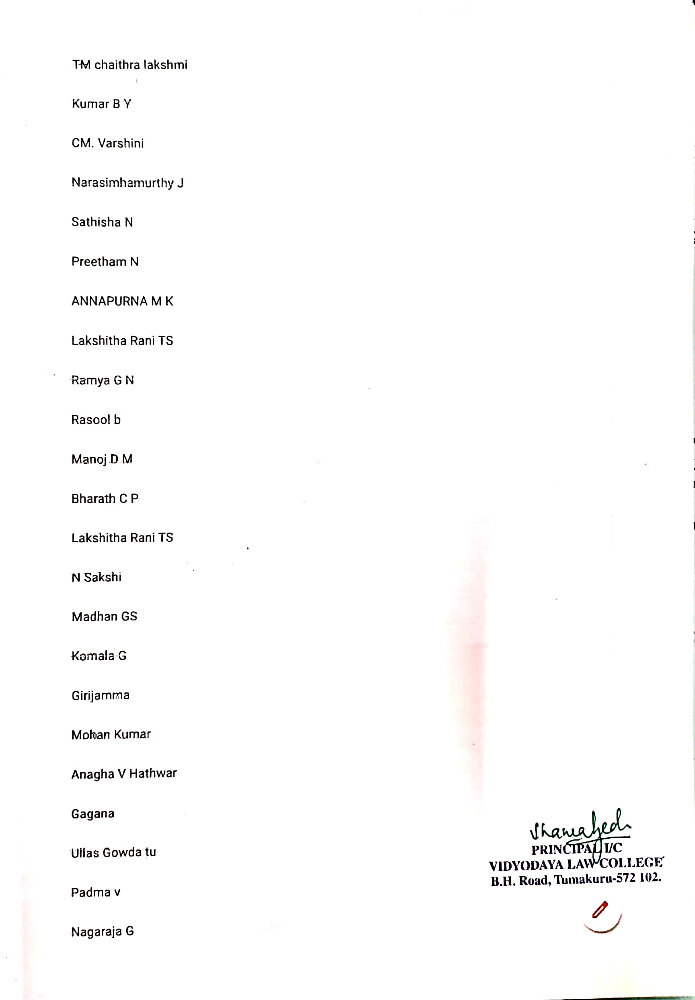 TM chaithra lakshmi
Kumar B Y
CM. Varshini
Narasimhamurthy J
Sathisha N
Preetham N
ANNAPURNA M K
Lakshitha Rani TS
Ramya G N
Rasool b
Manoj D M
Bharath C P
Lakshitha Rani TS
N Sakshi
Madhan GS
Komala G
Girijamma
Mohan Kumar
Anagha V Hathwar
Gagana
Ullas Gowda tu
Padma v
Nagaraja G
PRINCIPAL I/C
VIDYODAYA LAW COLLEGE
B.H. Road, Tumakuru-572 102.